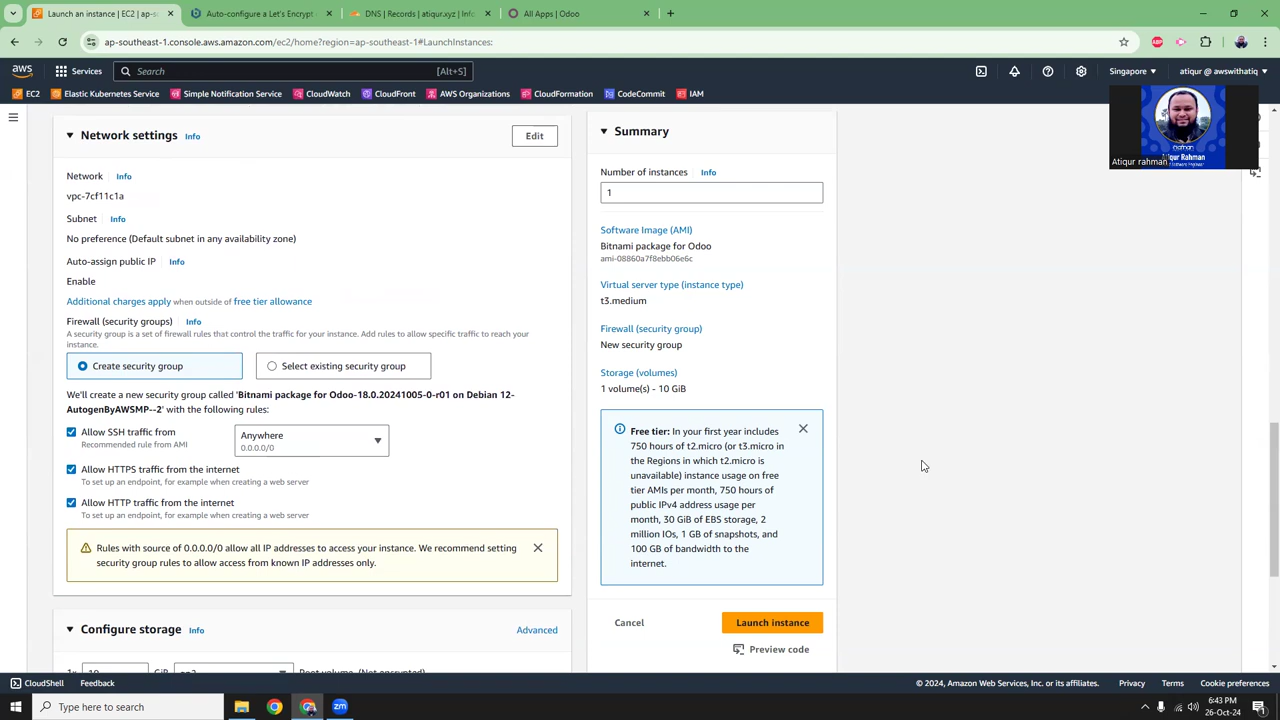 Launch an instance | EC2 | ap-s
Auto-configure a Let's Encrypt
DNS | Records | atiqur.xyz | Int
All Apps | Odoo
ap-southeast-1.console.aws.amazon.com/ec2/home?region=ap-southeast-1#LaunchInstances:
aws
Services
Search
[Alt+S]
Singapore
atiqur @ awswithatiq
EC2
Elastic Kubernetes Service
Simple Notification Service
CloudWatch
CloudFront
AWS Organizations
CloudFormation
CodeCommit
IAM
Network settings Info
Edit
Network Info
vpc-7cf11c1a
Subnet Info
No preference (Default subnet in any availability zone)
Auto-assign public IP Info
Enable
Additional charges apply when outside of free tier allowance
Firewall (security groups) Info
A security group is a set of firewall rules that control the traffic for your instance. Add rules to allow specific traffic to reach your
instance.
Create security group
Select existing security group
We'll create a new security group called 'Bitnami package for Odoo-18.0.20241005-0-r01 on Debian 12-
AutogenByAWSMP--2' with the following rules:
Allow SSH traffic from
Recommended rule from AMI
Anywhere
0.0.0.0/0
Allow HTTPS traffic from the internet
To set up an endpoint, for example when creating a web server
Allow HTTP traffic from the internet
To set up an endpoint, for example when creating a web server
Rules with source of 0.0.0.0/0 allow all IP addresses to access your instance. We recommend setting
security group rules to allow access from known IP addresses only.
Configure storage Info
Advanced
1x
10
GiB
gp2
Root volume (Not encrypted)
Summary
Number of instances Info
1
Software Image (AMI)
Bitnami package for Odoo
ami-08860a7f8ebb06e6c
Virtual server type (instance type)
t3.medium
Firewall (security group)
New security group
Storage (volumes)
1 volume(s) - 10 GiB
Free tier: In your first year includes
750 hours of t2.micro (or t3.micro in
the Regions in which t2.micro is
unavailable) instance usage on free
tier AMIs per month, 750 hours of
public IPv4 address usage per
month, 30 GiB of EBS storage, 2
million IOs, 1 GB of snapshots, and
100 GB of bandwidth to the
internet.
Cancel
Launch instance
Preview code
Atiqur Rahman
Atiqur rahman
CloudShell
Feedback
© 2024, Amazon Web Services, Inc. or its affiliates.
Privacy
Terms
Cookie preferences
Type here to search
zm
6:43 PM
26-Oct-24